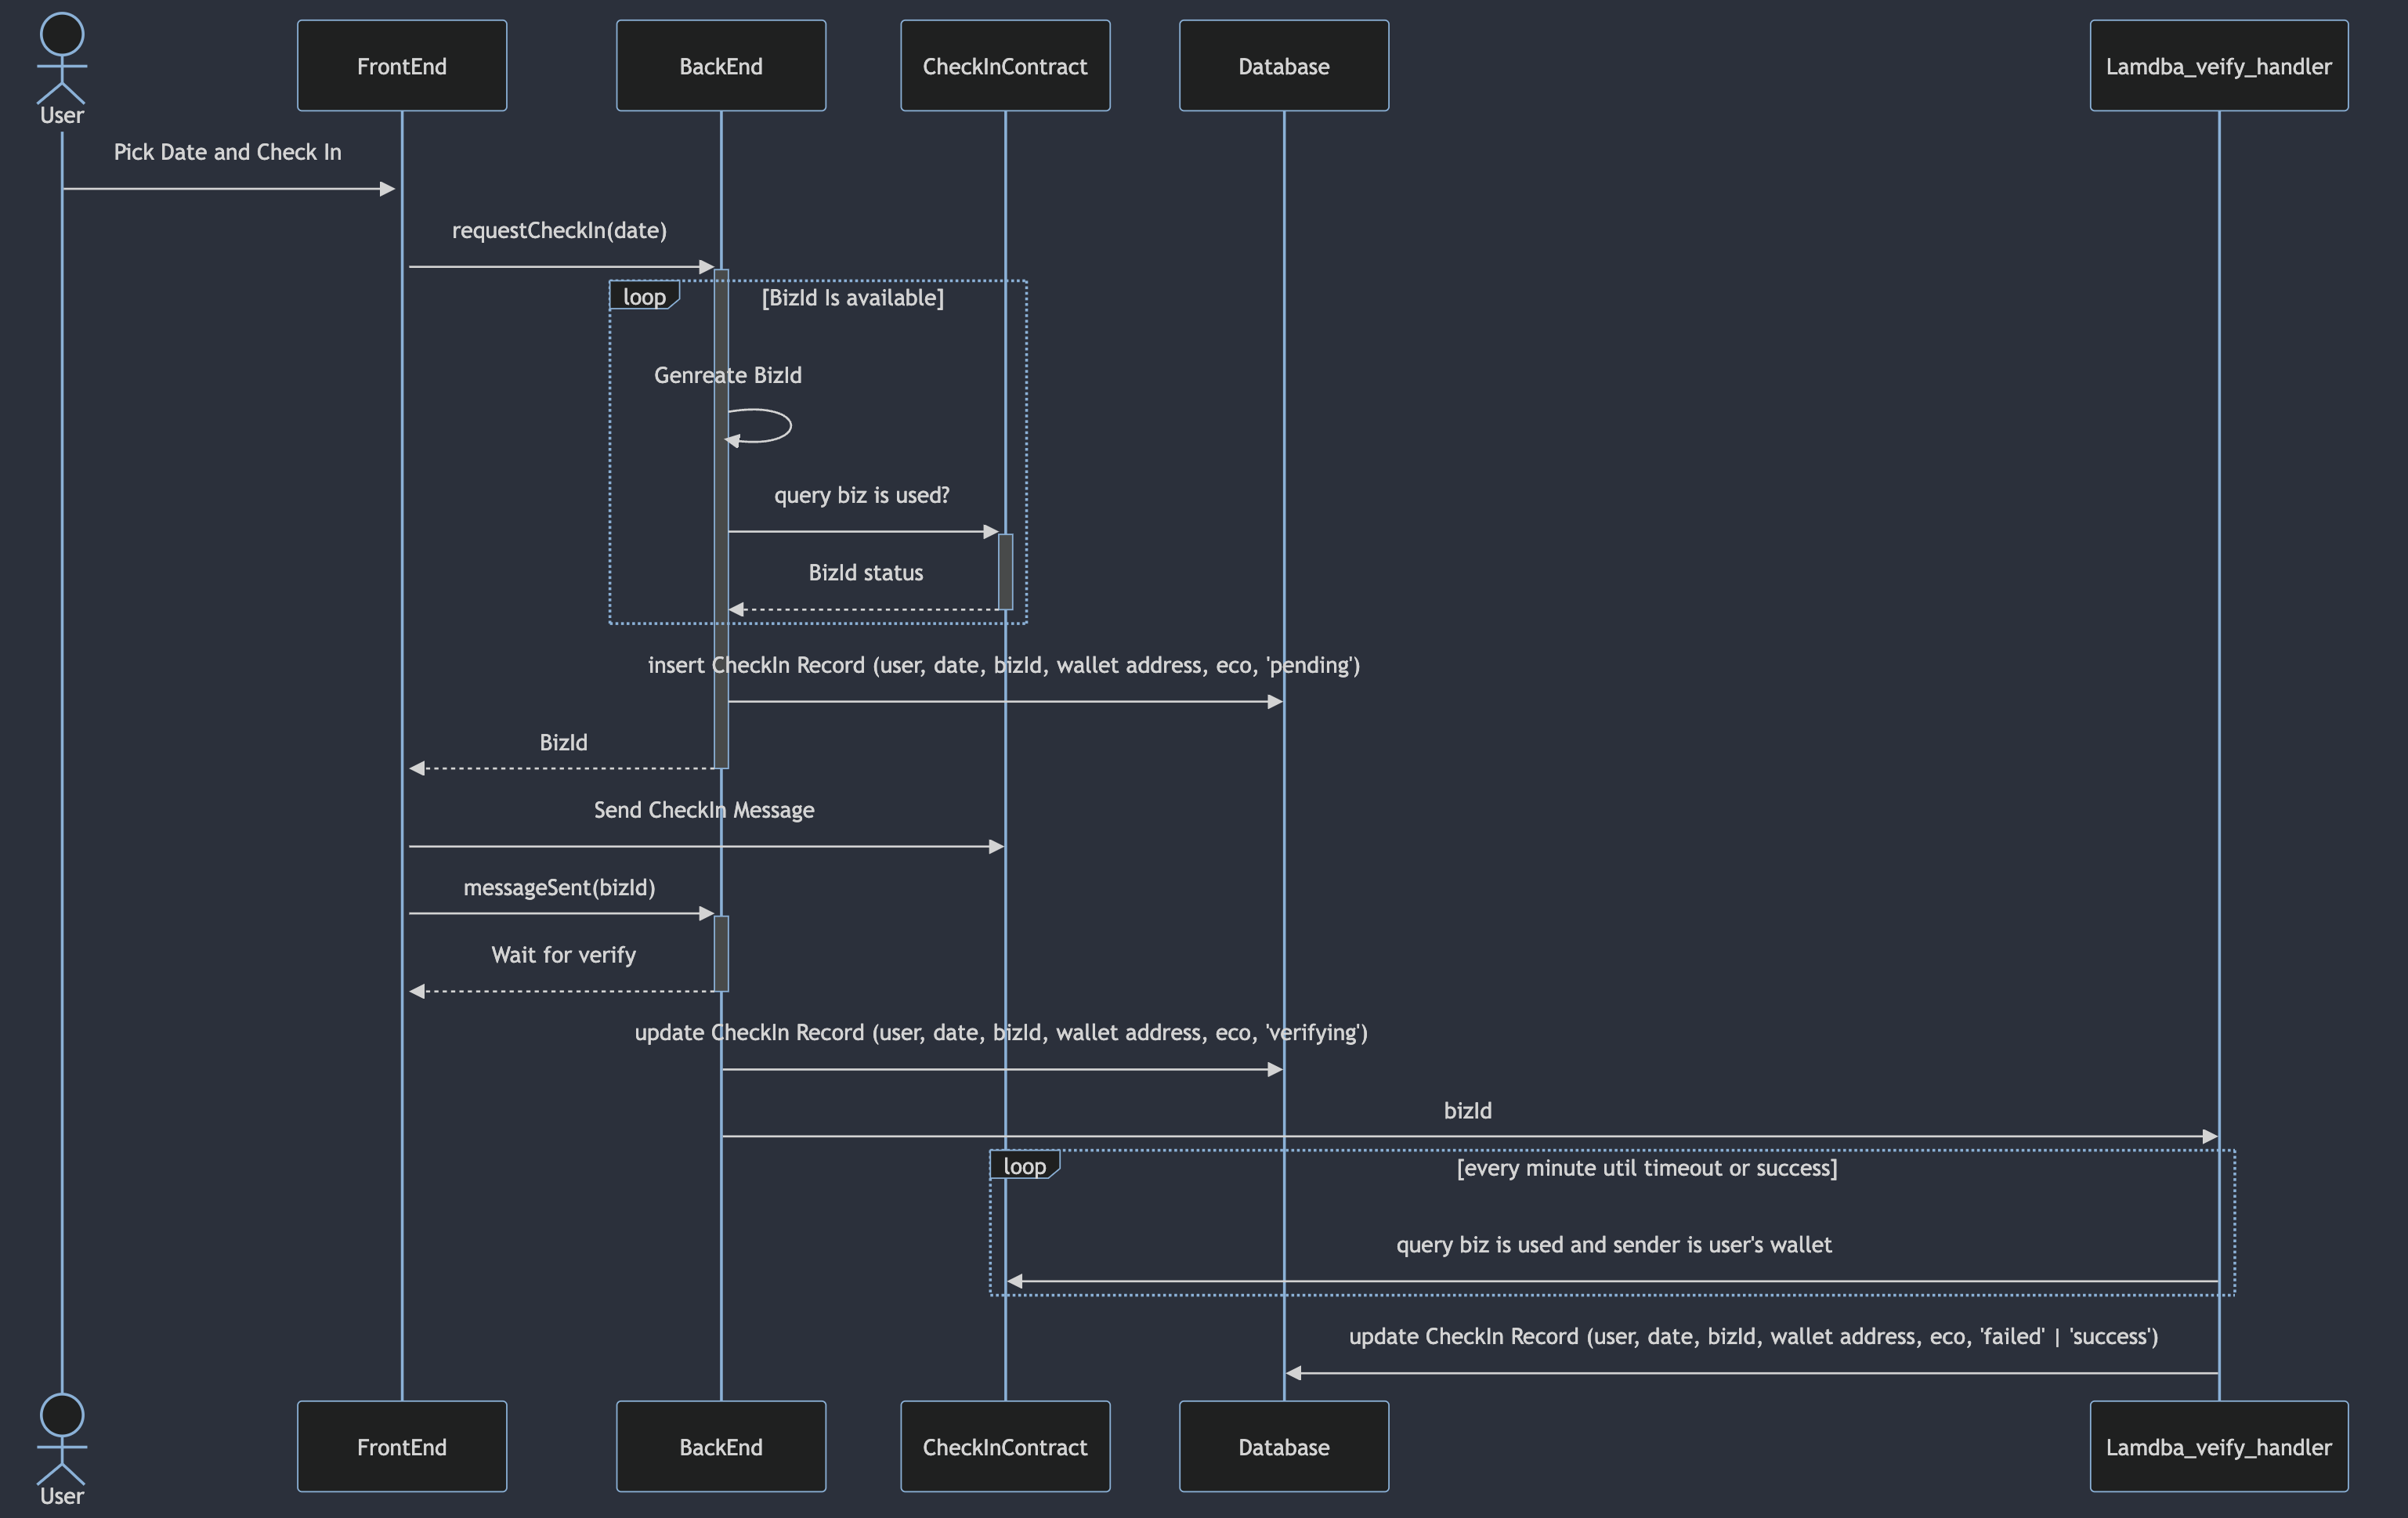 User
FrontEnd
BackEnd
CheckInContract
Database
Lamdba_veify_handler
Pick Date and Check In
requestCheckIn(date)
loop
[BizId Is available]
Genreate BizId
query biz is used?
BizId status
insert CheckIn Record (user, date, bizId, wallet address, eco, 'pending')
BizId
Send CheckIn Message
messageSent(bizId)
Wait for verify
update CheckIn Record (user, date, bizId, wallet address, eco, 'verifying')
bizId
loop
[every minute util timeout or success]
query biz is used and sender is user's wallet
update CheckIn Record (user, date, bizId, wallet address, eco, 'failed' | 'success')
User
FrontEnd
BackEnd
CheckInContract
Database
Lamdba_veify_handler